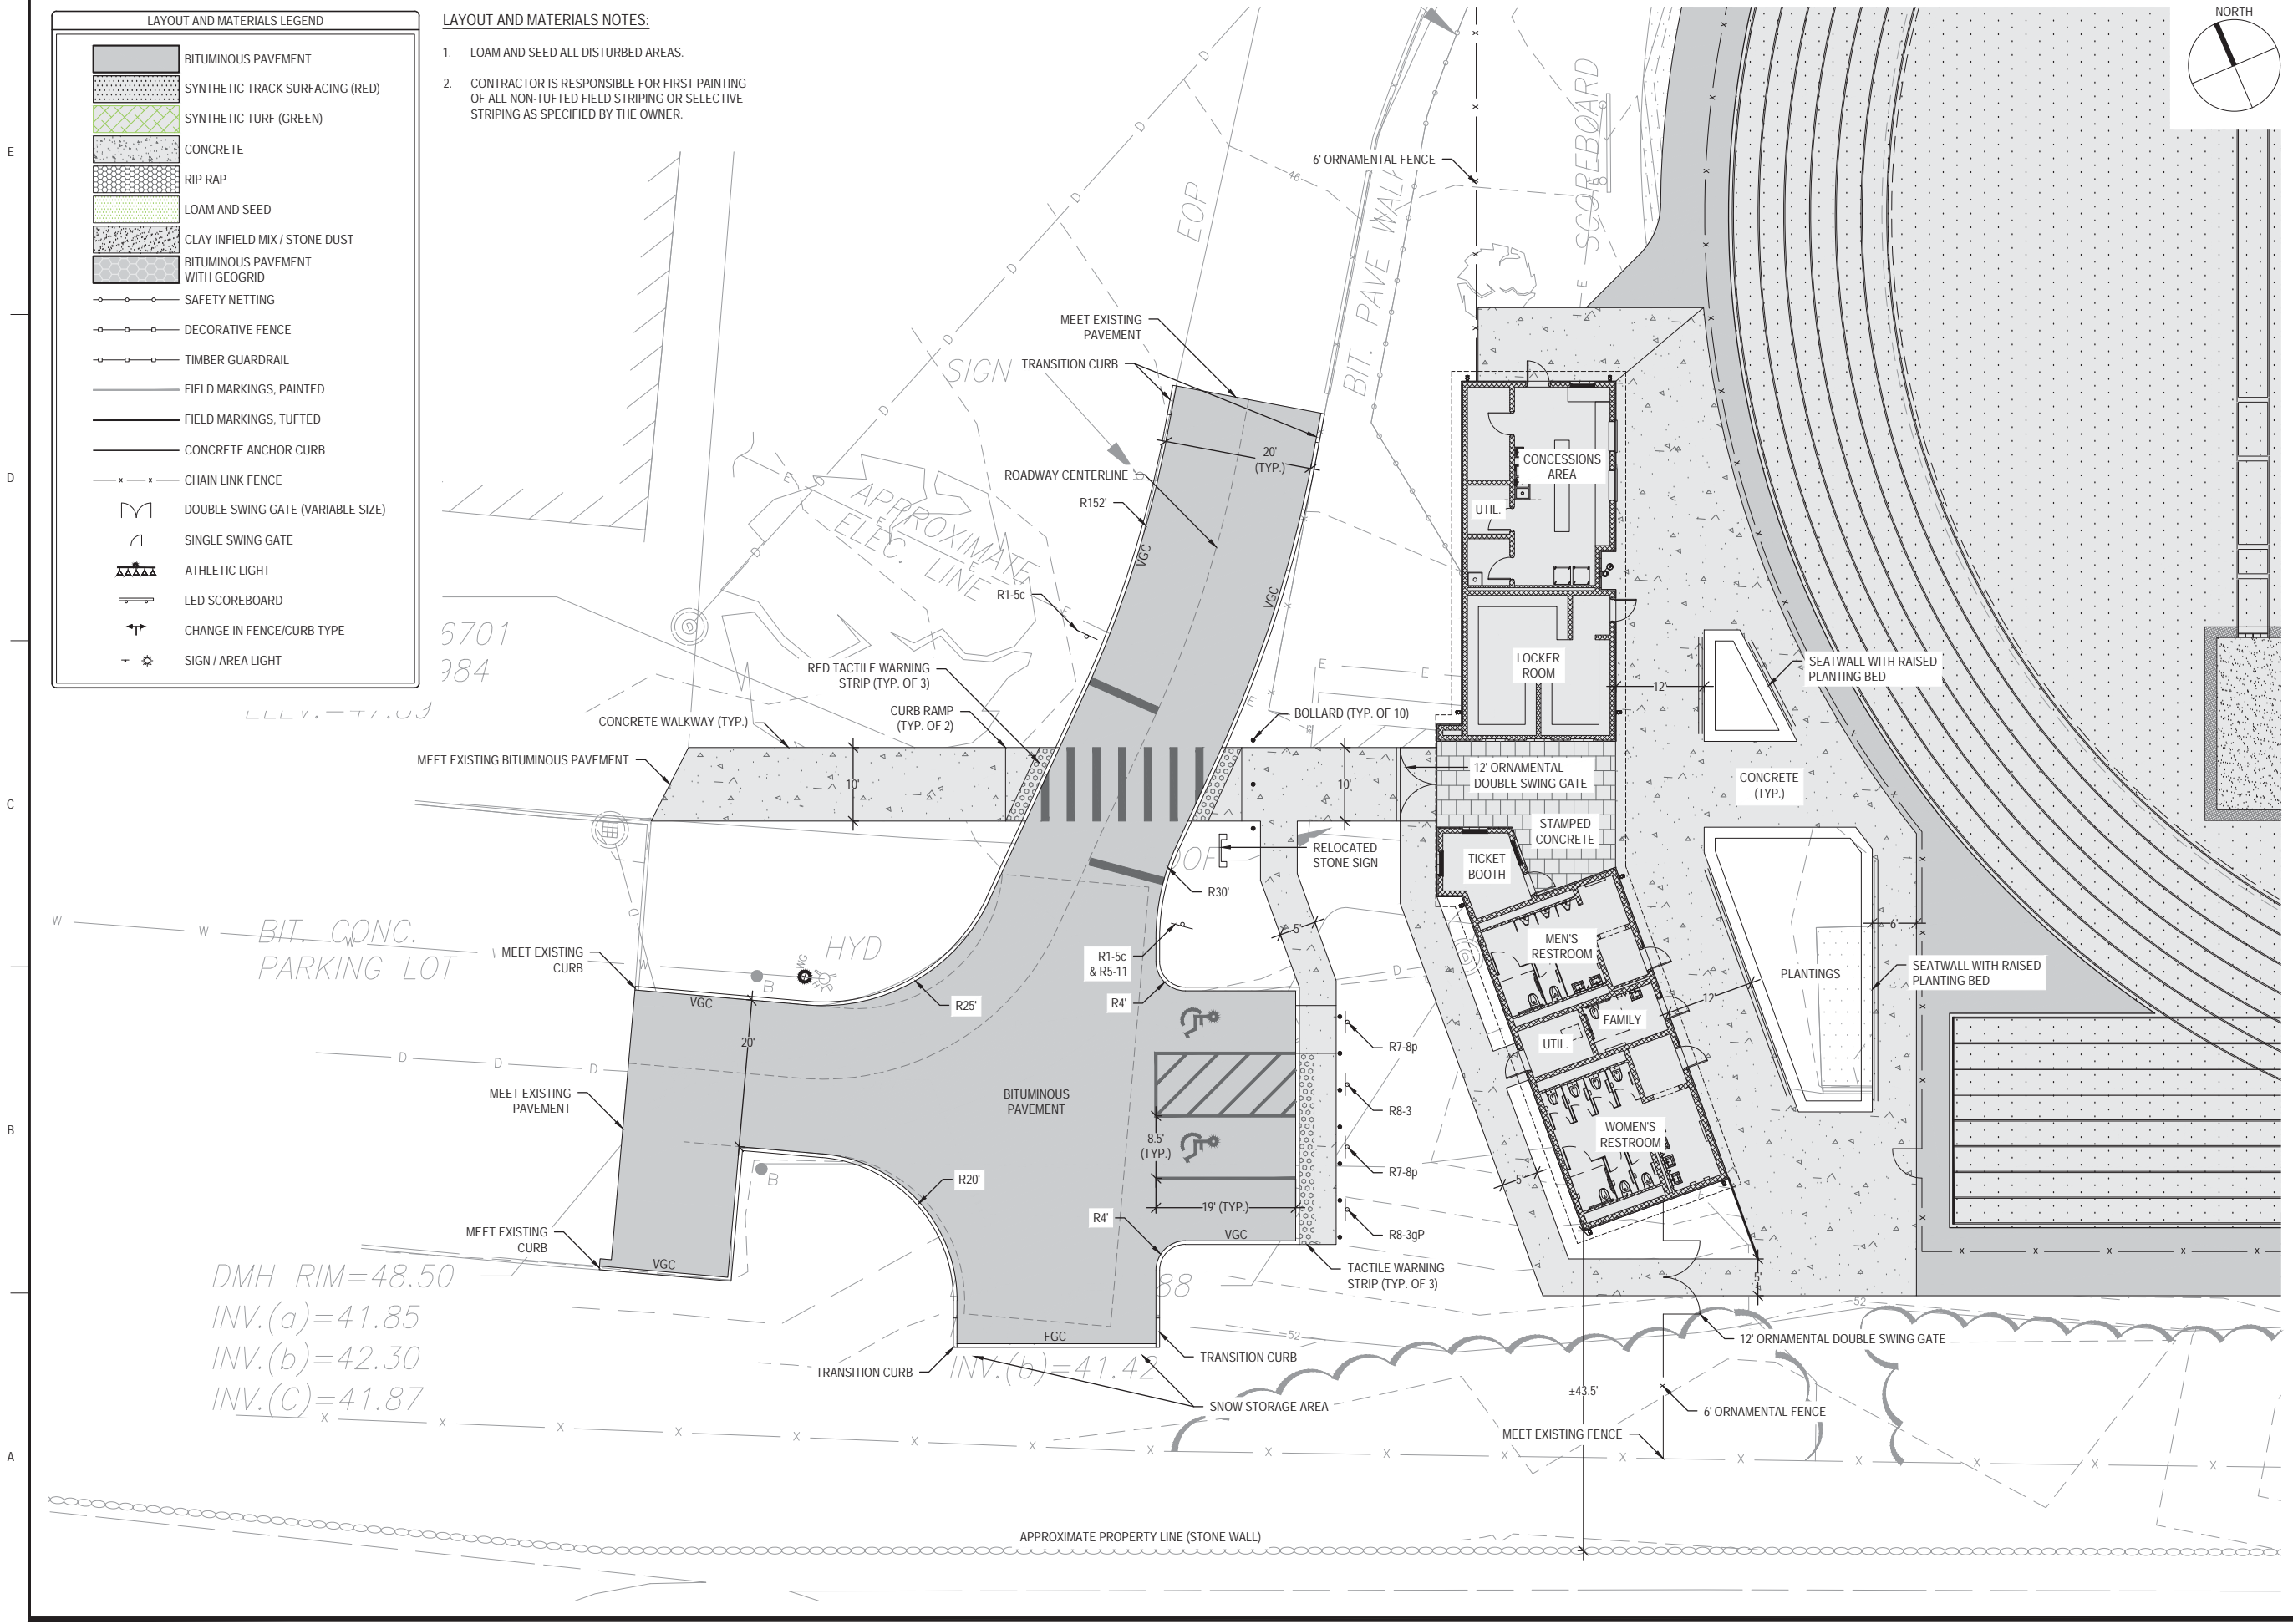 LAYOUT AND MATERIALS LEGEND
BITUMINOUS PAVEMENT
SYNTHETIC TRACK SURFACING (RED)
SYNTHETIC TURF (GREEN)
CONCRETE
RIP RAP
LOAM AND SEED
CLAY INFIELD MIX / STONE DUST
BITUMINOUS PAVEMENT
WITH GEOGRID
SAFETY NETTING
DECORATIVE FENCE
TIMBER GUARDRAIL
FIELD MARKINGS, PAINTED
FIELD MARKINGS, TUFTED
CONCRETE ANCHOR CURB
CHAIN LINK FENCE
DOUBLE SWING GATE (VARIABLE SIZE)
SINGLE SWING GATE
ATHLETIC LIGHT
LED SCOREBOARD
CHANGE IN FENCE/CURB TYPE
SIGN / AREA LIGHT
LAYOUT AND MATERIALS NOTES:
1. LOAM AND SEED ALL DISTURBED AREAS.
2. CONTRACTOR IS RESPONSIBLE FOR FIRST PAINTING
OF ALL NON-TUFTED FIELD STRIPING OR SELECTIVE
STRIPING AS SPECIFIED BY THE OWNER.
NORTH
E
D
C
B
A
6' ORNAMENTAL FENCE
SCOREBOARD
EOP
BIT. PAVE WALK
46
MEET EXISTING
PAVEMENT
TRANSITION CURB
SIGN
20'
(TYP.)
ROADWAY CENTERLINE
R152'
APPROXIMATE
ELEC. LINE
VGC
VGC
R1-5c
CONCESSIONS
AREA
UTIL.
LOCKER
ROOM
12'
SEATWALL WITH RAISED
PLANTING BED
6701
984
RED TACTILE WARNING
STRIP (TYP. OF 3)
CURB RAMP
(TYP. OF 2)
CONCRETE WALKWAY (TYP.)
BOLLARD (TYP. OF 10)
MEET EXISTING BITUMINOUS PAVEMENT
10'
10'
12' ORNAMENTAL
DOUBLE SWING GATE
CONCRETE
(TYP.)
STAMPED
CONCRETE
RELOCATED
STONE SIGN
TICKET
BOOTH
R30'
5'
6'
BIT. CONC.
PARKING LOT
HYD
WG
HYD
B
MEET EXISTING
CURB
VGC
R25'
R1-5c
& R5-11
R4'
MEN'S
RESTROOM
PLANTINGS
SEATWALL WITH RAISED
PLANTING BED
12'
FAMILY
UTIL.
20'
R7-8p
R8-3
MEET EXISTING
PAVEMENT
BITUMINOUS
PAVEMENT
8.5'
(TYP.)
WOMEN'S
RESTROOM
R7-8p
B
R20'
5'
19' (TYP.)
R4'
R8-3gP
MEET EXISTING
CURB
VGC
VGC
TACTILE WARNING
STRIP (TYP. OF 3)
5'
DMH RIM=48.50
INV.(a)=41.85
INV.(b)=42.30
INV.(C)=41.87
88
52
52
FGC
12' ORNAMENTAL DOUBLE SWING GATE
TRANSITION CURB
TRANSITION CURB
INV.(b)=41.42
SNOW STORAGE AREA
±43.5'
6' ORNAMENTAL FENCE
MEET EXISTING FENCE
APPROXIMATE PROPERTY LINE (STONE WALL)